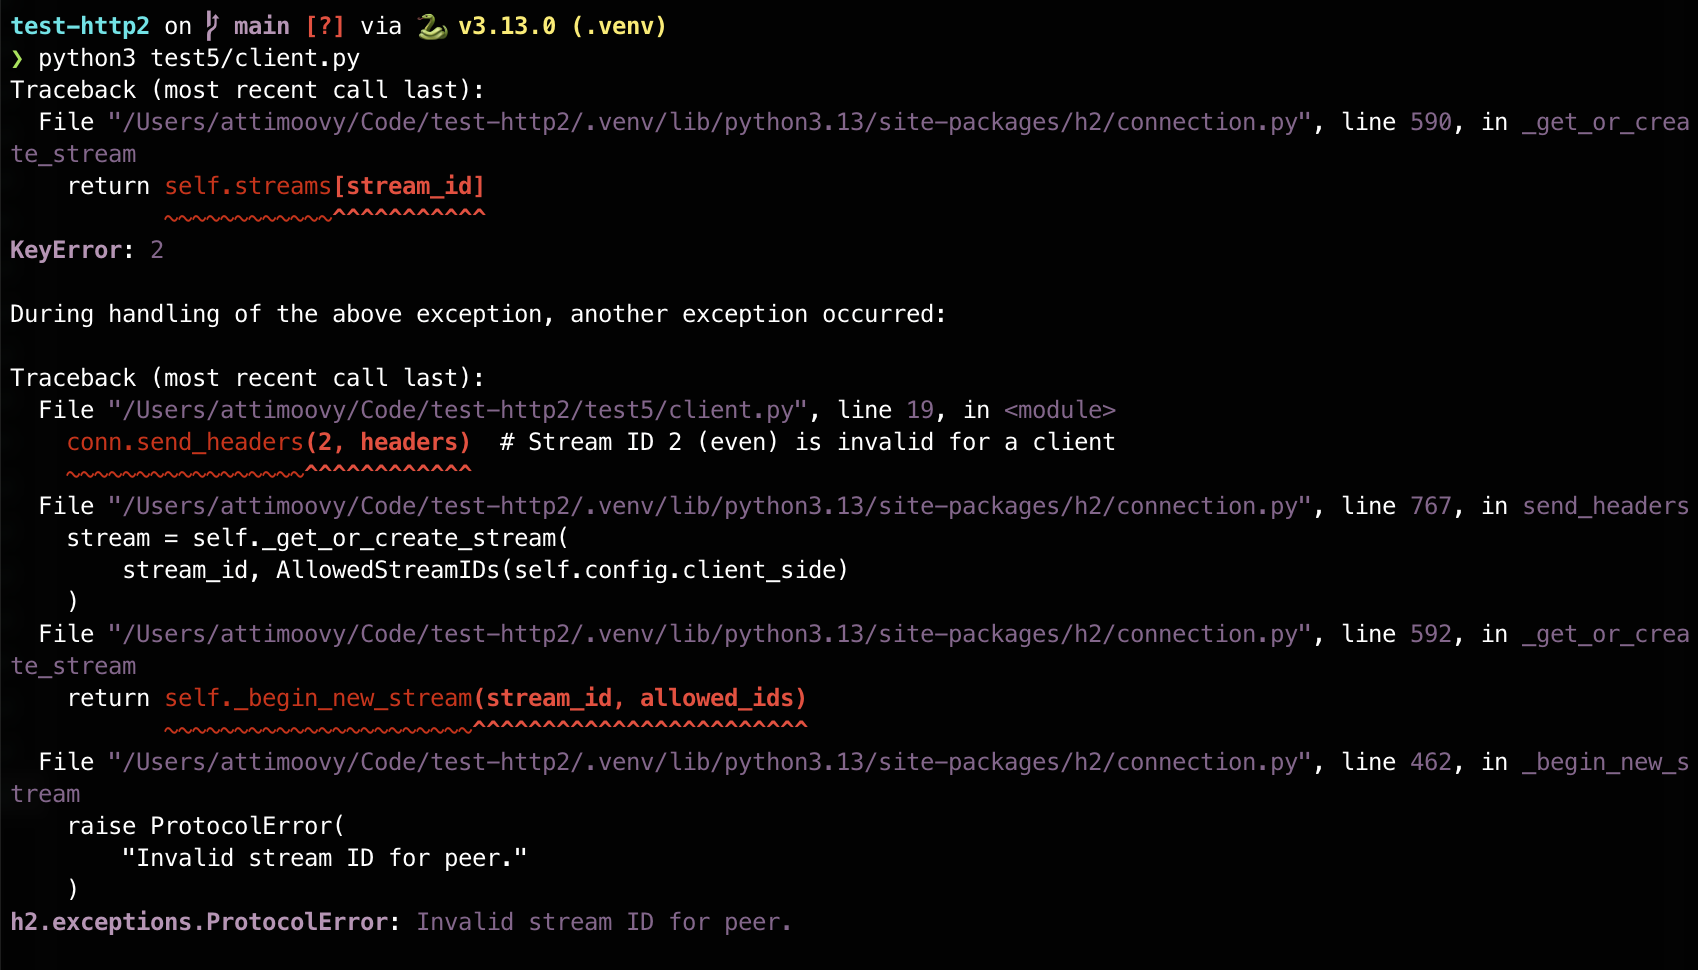 test-http2 on main [?] via 🐍 v3.13.0 (.venv)
❯ python3 test5/client.py
Traceback (most recent call last):
  File "/Users/attimoovy/Code/test-http2/.venv/lib/python3.13/site-packages/h2/connection.py", line 590, in _get_or_crea
te_stream
    return self.streams[stream_id]
           ~~~~~~~~~~~~^^^^^^^^^^^
KeyError: 2

During handling of the above exception, another exception occurred:

Traceback (most recent call last):
  File "/Users/attimoovy/Code/test-http2/test5/client.py", line 19, in <module>
    conn.send_headers(2, headers)  # Stream ID 2 (even) is invalid for a client
    ~~~~~~~~~~~~~~~~~^^^^^^^^^^^^
  File "/Users/attimoovy/Code/test-http2/.venv/lib/python3.13/site-packages/h2/connection.py", line 767, in send_headers
    stream = self._get_or_create_stream(
        stream_id, AllowedStreamIDs(self.config.client_side)
    )
  File "/Users/attimoovy/Code/test-http2/.venv/lib/python3.13/site-packages/h2/connection.py", line 592, in _get_or_crea
te_stream
    return self._begin_new_stream(stream_id, allowed_ids)
           ~~~~~~~~~~~~~~~~~~~~~~^^^^^^^^^^^^^^^^^^^^^^^^
  File "/Users/attimoovy/Code/test-http2/.venv/lib/python3.13/site-packages/h2/connection.py", line 462, in _begin_new_s
tream
    raise ProtocolError(
        "Invalid stream ID for peer."
    )
h2.exceptions.ProtocolError: Invalid stream ID for peer.